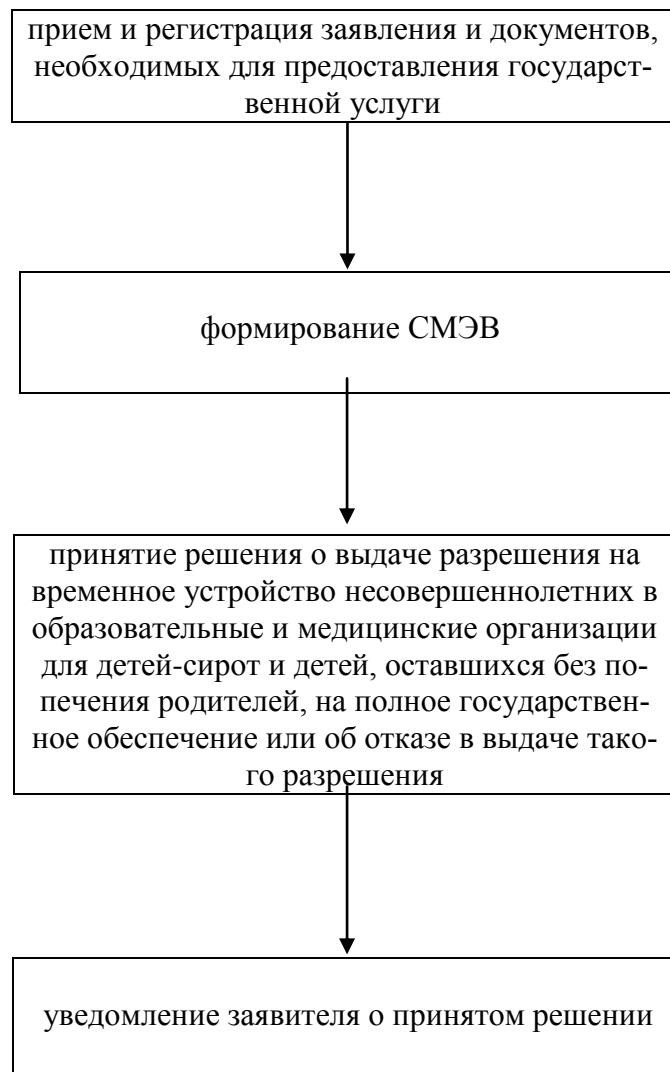 прием и регистрация заявления и документов,
необходимых для предоставления государст-
венной услуги
формирование СМЭВ
принятие решения о выдаче разрешения на
временное устройство несовершеннолетних в
образовательные и медицинские организации
для детей-сирот и детей, оставшихся без по-
печения родителей, на полное государствен-
ное обеспечение или об отказе в выдаче тако-
го разрешения
уведомление заявителя о принятом решении